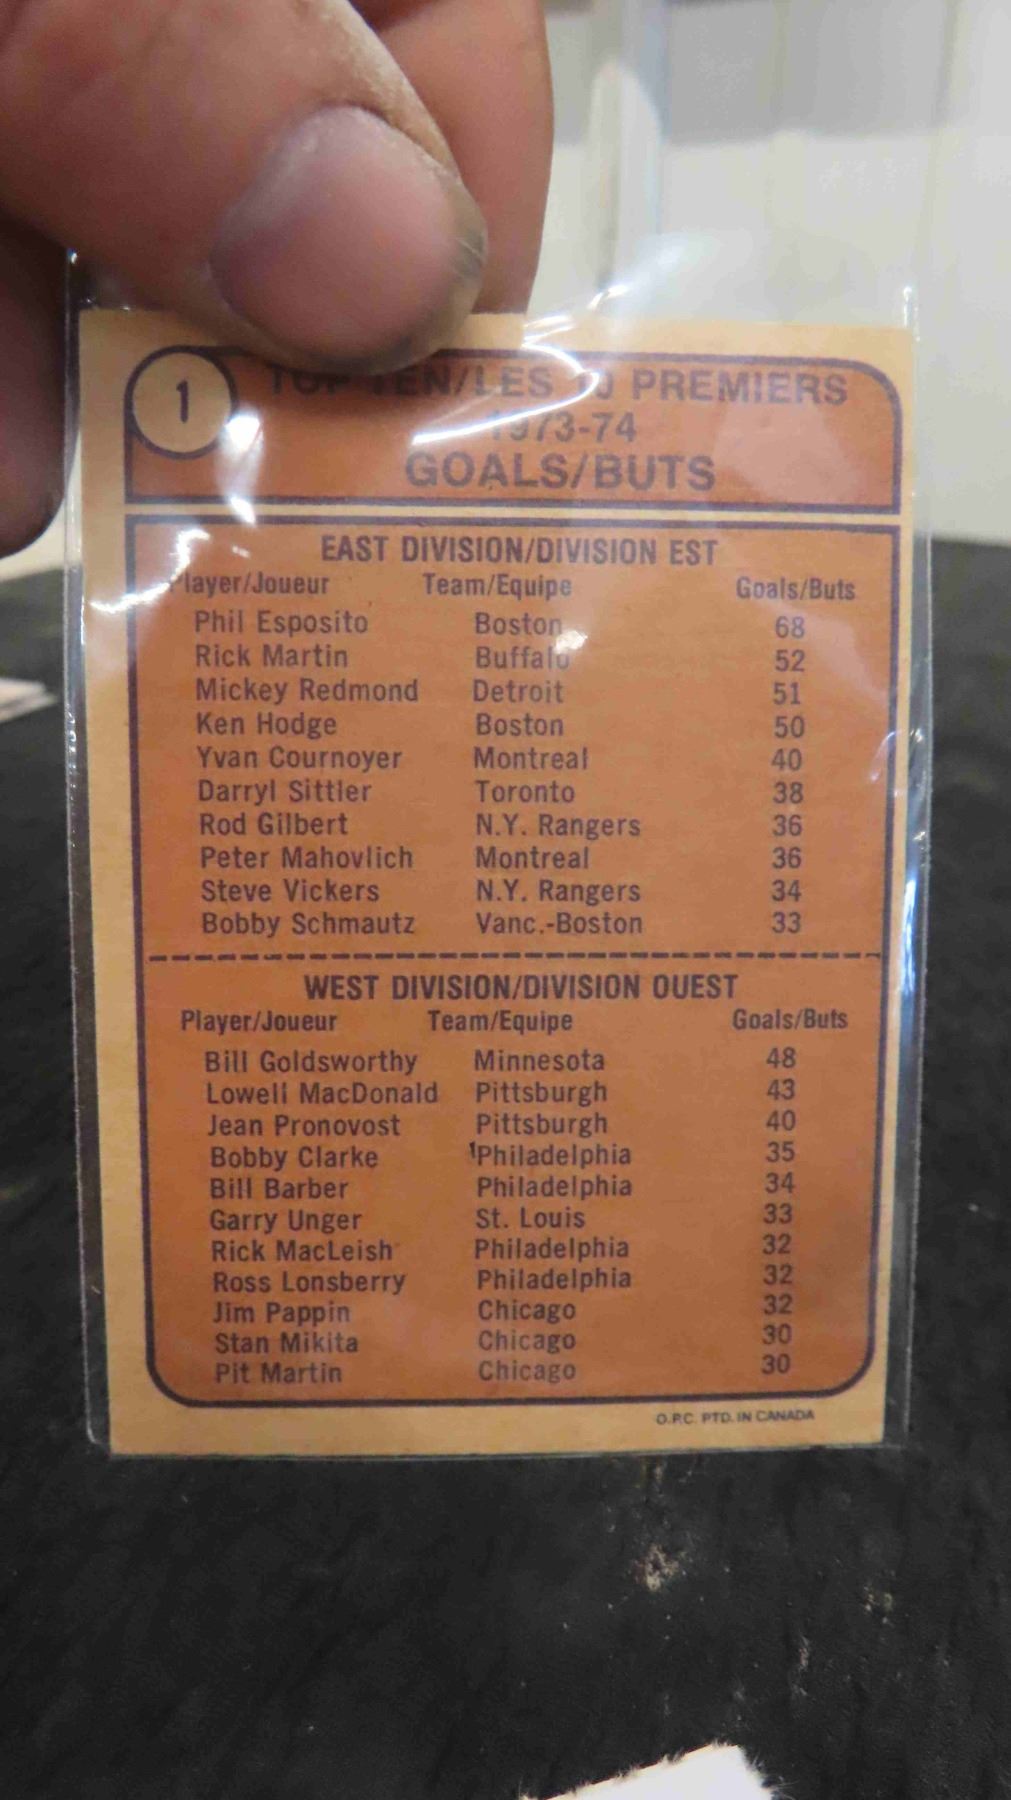 1
TOP TEN/LES 10 PREMIERS
1973-74
GOALS/BUTS
EAST DIVISION/DIVISION EST
Player/Joueur Team/Equipe Goals/Buts
Phil Esposito Boston 68
Rick Martin Buffalo 52
Mickey Redmond Detroit 51
Ken Hodge Boston 50
Yvan Cournoyer Montreal 40
Darryl Sittler Toronto 38
Rod Gilbert N.Y. Rangers 36
Peter Mahovlich Montreal 36
Steve Vickers N.Y. Rangers 34
Bobby Schmautz Vanc.-Boston 33
WEST DIVISION/DIVISION OUEST
Player/Joueur Team/Equipe Goals/Buts
Bill Goldsworthy Minnesota 48
Lowell MacDonald Pittsburgh 43
Jean Pronovost Pittsburgh 40
Bobby Clarke Philadelphia 35
Bill Barber Philadelphia 34
Garry Unger St. Louis 33
Rick MacLeish Philadelphia 32
Ross Lonsberry Philadelphia 32
Jim Pappin Chicago 32
Stan Mikita Chicago 30
Pit Martin Chicago 30
O.P.C. PTD. IN CANADA